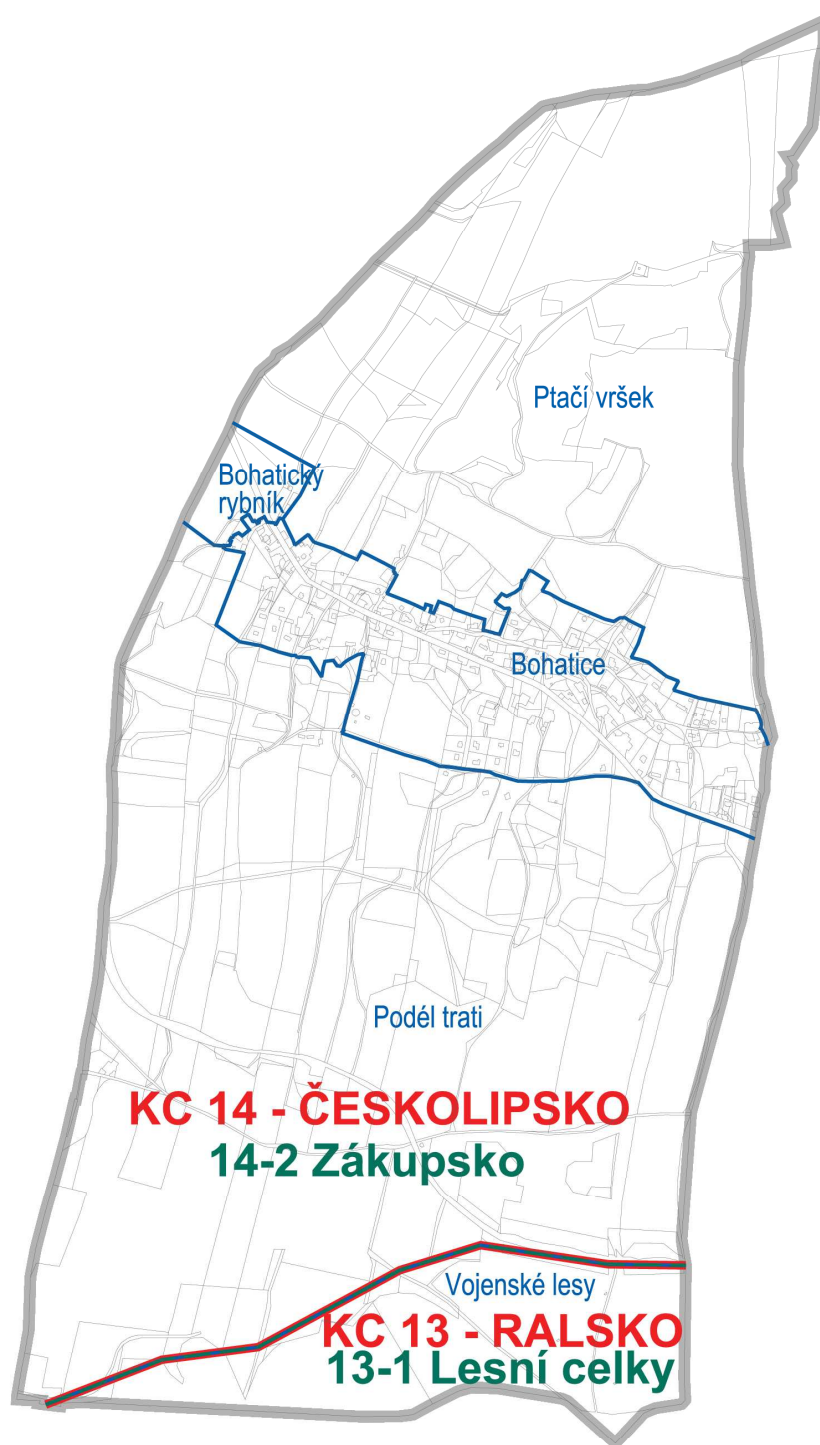 Ptačí vršek
Bohatický
rybník
Bohatice
Podél trati
KC 14 - ČESKOLIPSKO
14-2 Zákupsko
Vojenské lesy
KC 13 - RALSKO
13-1 Lesní celky